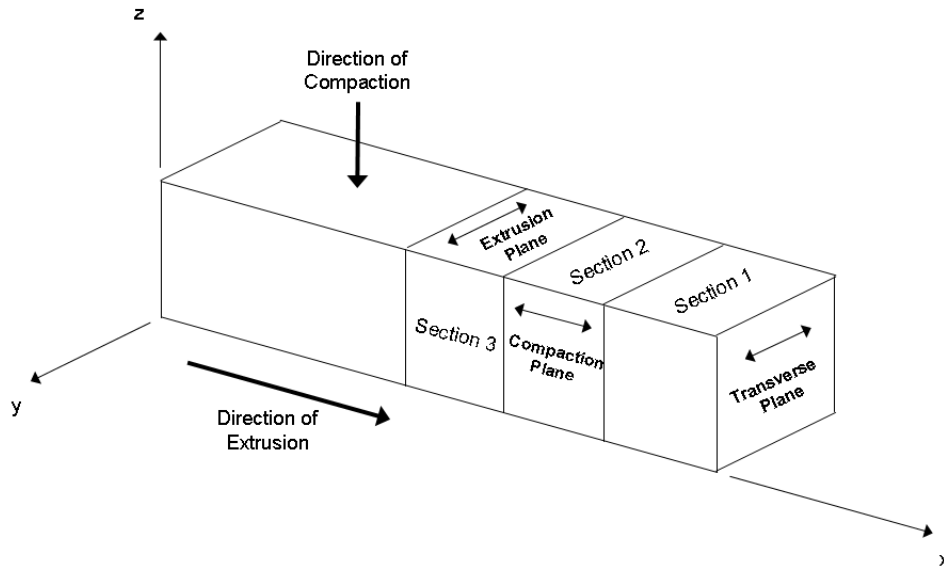 z
Direction of
Compaction
Extrusion
Plane
Section 2
Section 1
Section 3
Compaction
Plane
Transverse
Plane
y
Direction of
Extrusion
x